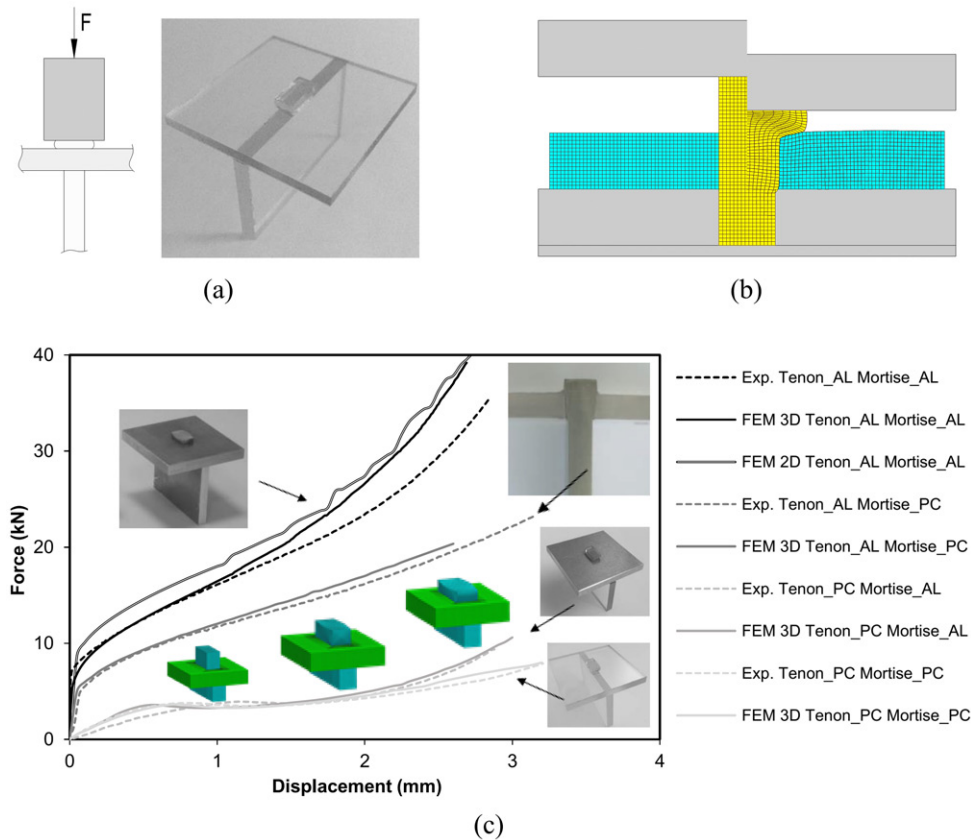 F
(a)
(b)
40
30
20
10
0
Force (kN)
0
1
2
3
4
Displacement (mm)
Exp. Tenon_AL Mortise_AL
FEM 3D Tenon_AL Mortise_AL
FEM 2D Tenon_AL Mortise_AL
Exp. Tenon_AL Mortise_PC
FEM 3D Tenon_AL Mortise_PC
Exp. Tenon_PC Mortise_AL
FEM 3D Tenon_PC Mortise_AL
Exp. Tenon_PC Mortise_PC
FEM 3D Tenon_PC Mortise_PC
(c)